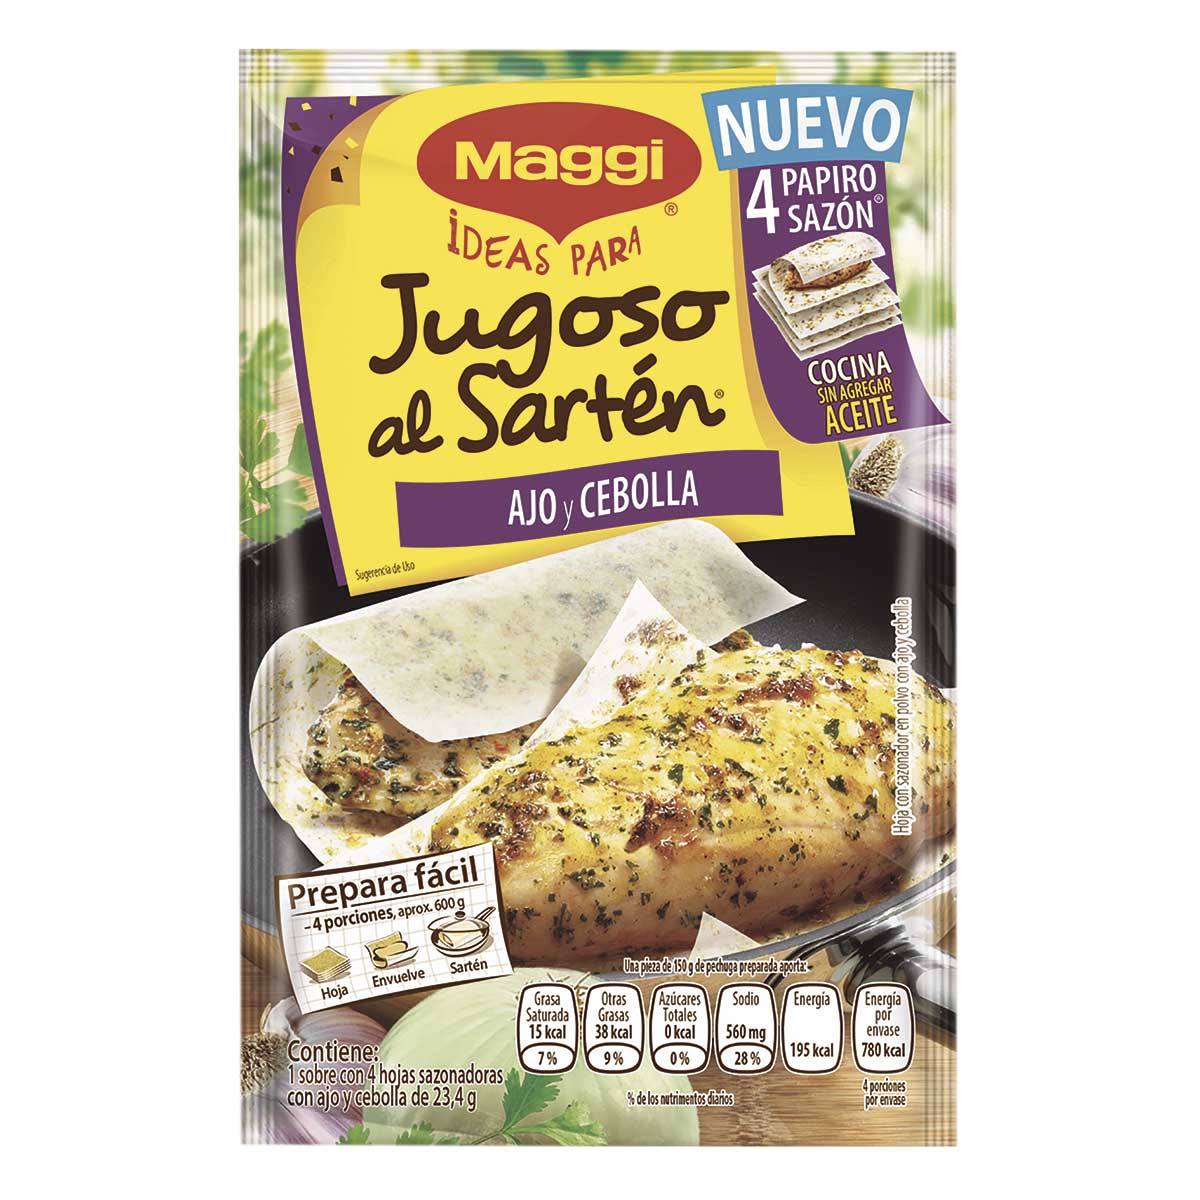 Maggi
®
iDEAS PARA
Jugoso
al Sartén®
AJO y CEBOLLA
NUEVO
4 PAPIRO
SAZÓN®
COCINA
SIN AGREGAR
ACEITE
Sugerencia de Uso
Hoja con sazonador en polvo con ajo y cebolla
Prepara fácil
4 porciones, aprox. 600 g
Hoja
Envuelve
Sartén
Contiene:
1 sobre con 4 hojas sazonadoras
con ajo y cebolla de 23,4 g
Una pieza de 150 g de pechuga preparada aporta:
Grasa
Saturada
15 kcal
7 %
Otras
Grasas
38 kcal
9 %
Azúcares
Totales
0 kcal
0 %
Sodio
560 mg
28 %
Energía
195 kcal
Energía
por
envase
780 kcal
% de los nutrimentos diarios
4 porciones
por envase